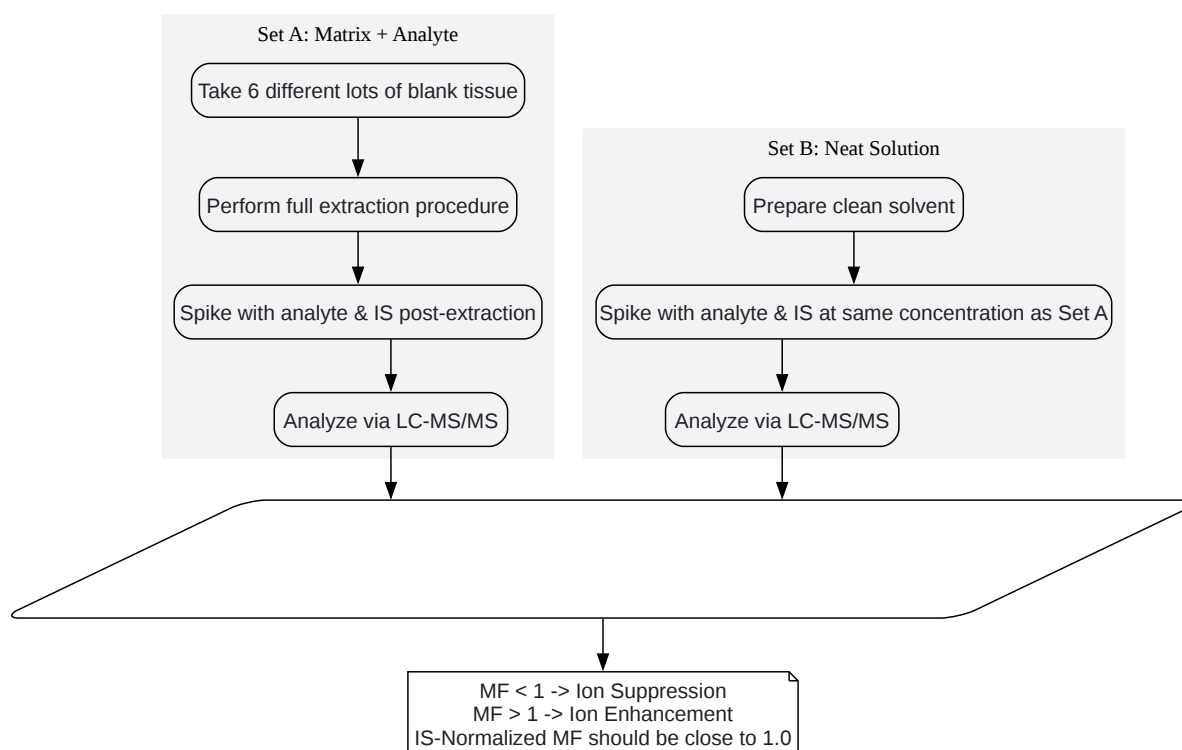 Set A: Matrix + Analyte
Take 6 different lots of blank tissue
Perform full extraction procedure
Spike with analyte & IS post-extraction
Analyze via LC-MS/MS
Set B: Neat Solution
Prepare clean solvent
Spike with analyte & IS at same concentration as Set A
Analyze via LC-MS/MS
MF < 1 -> Ion Suppression
MF > 1 -> Ion Enhancement
IS-Normalized MF should be close to 1.0